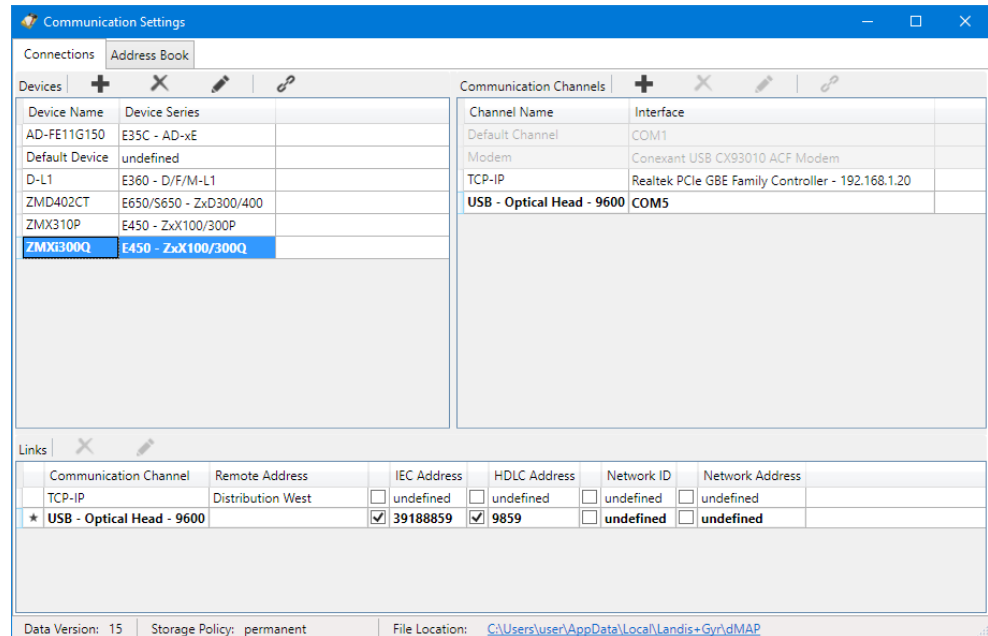 Communication Settings
Connections Address Book
Devices Communication Channels
Device Name Device Series Channel Name Interface
AD-FE11G150 E35C - AD-xE Default Channel COM1
Default Device undefined Modem Conexant USB CX93010 ACF Modem
D-L1 E360 - D/F/M-L1 TCP-IP Realtek PCIe GBE Family Controller - 192.168.1.20
ZMD402CT E650/S650 - ZxD300/400 USB - Optical Head - 9600 COM5
ZMX310P E450 - ZxX100/300P
ZMXi300Q E450 - ZxX100/300Q
Links
Communication Channel Remote Address IEC Address HDLC Address Network ID Network Address
TCP-IP Distribution West undefined undefined undefined undefined
★ USB - Optical Head - 9600 39188859 9859 undefined undefined
Data Version: 15 Storage Policy: permanent File Location: C:\Users\user\AppData\Local\Landis+Gyr\dMAP